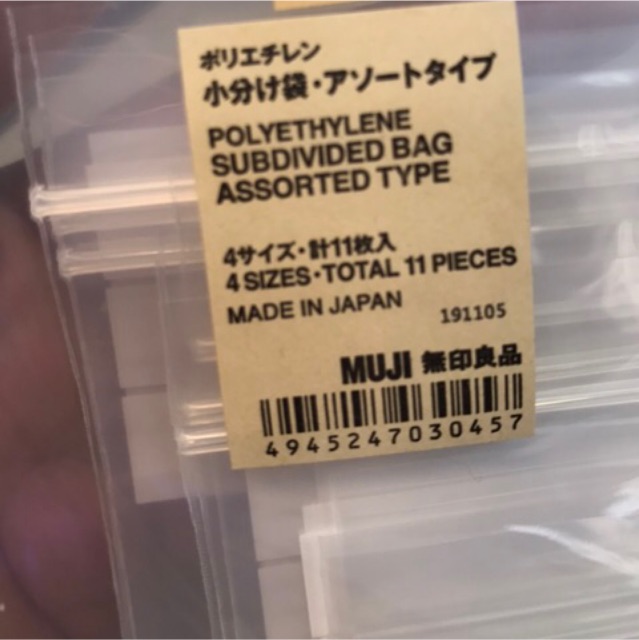 ポリエチレン
小分け袋・アソートタイプ
POLYETHYLENE
SUBDIVIDED BAG
ASSORTED TYPE
4サイズ・計11枚入
4 SIZES・TOTAL 11 PIECES
MADE IN JAPAN 191105
MUJI 無印良品
4945247030457